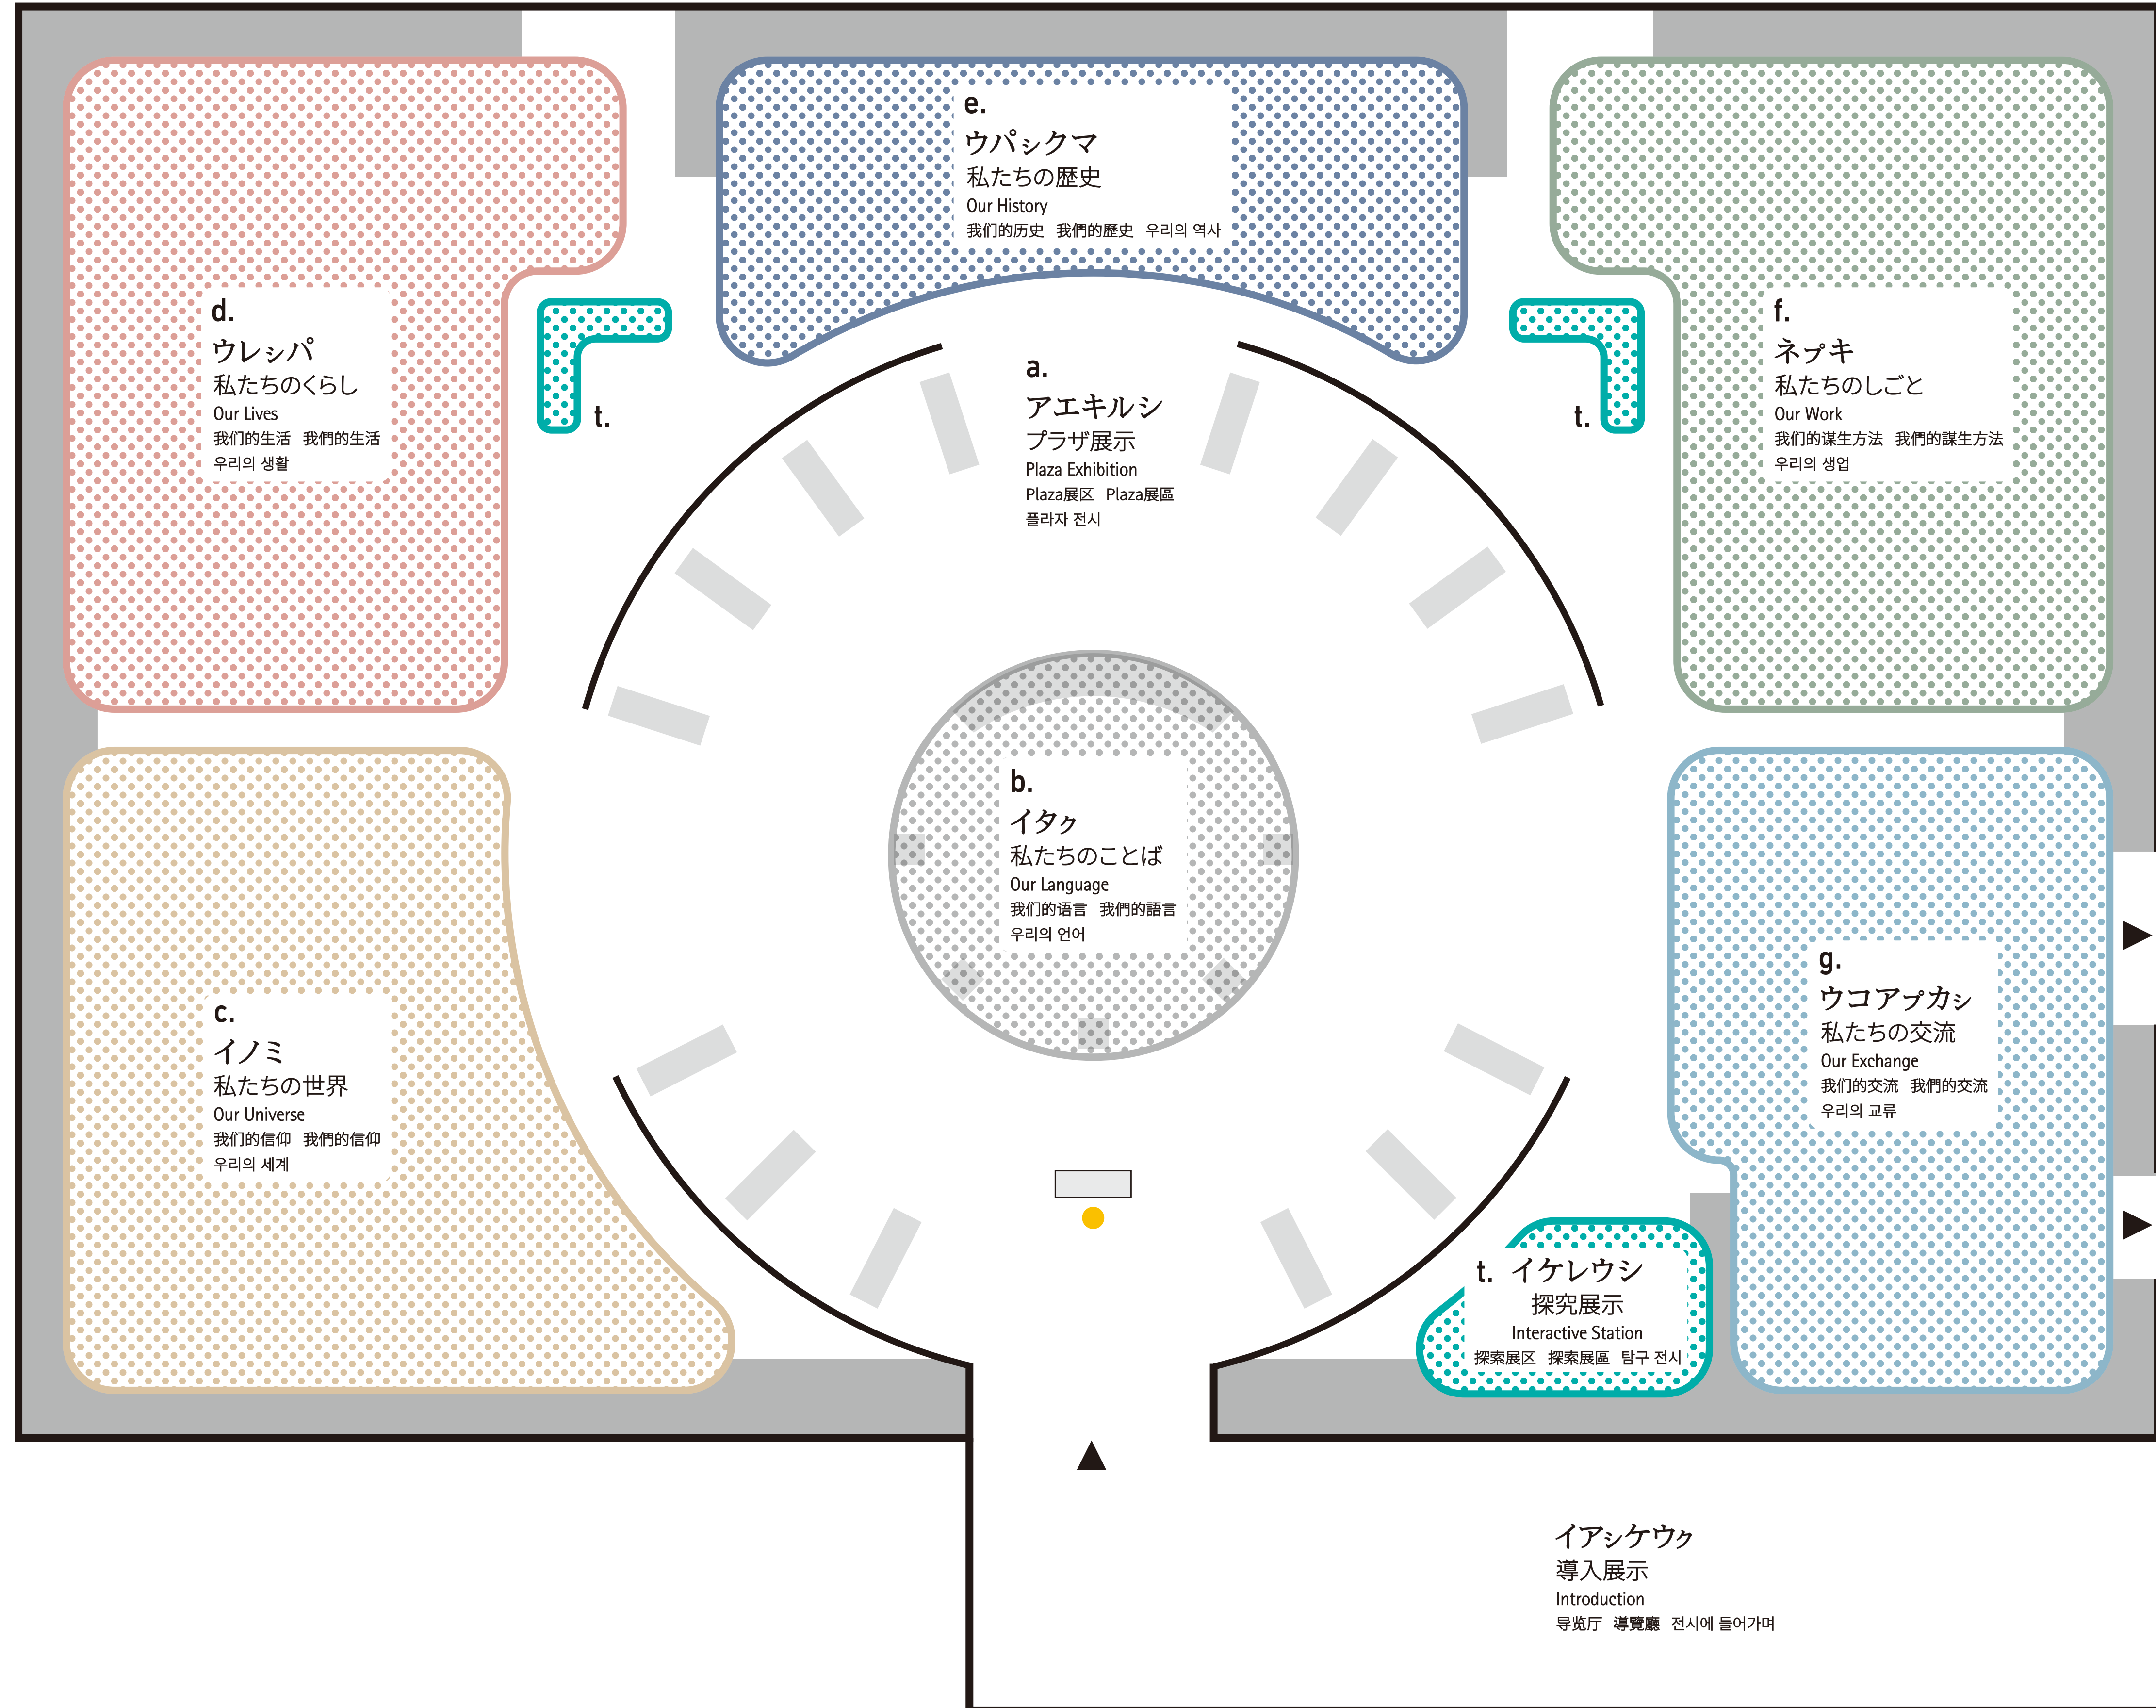 e.
ウパㇱクマ
私たちの歴史
Our History
我们的历史 我們的歷史 우리의 역사
d.
ウレㇱパ
私たちのくらし
Our Lives
我们的生活 我們的生活
우리의 생활
t.
a.
アエキルシ
プラザ展示
Plaza Exhibition
Plaza展区 Plaza展區
플라자 전시
t.
f.
ネㇷ゚キ
私たちのしごと
Our Work
我们的谋生方法 我們的謀生方法
우리의 생업
b.
イタㇰ
私たちのことば
Our Language
我们的语言 我們的語言
우리의 언어
c.
イノミ
私たちの世界
Our Universe
我们的信仰 我們的信仰
우리의 세계
g.
ウコアㇷ゚カㇱ
私たちの交流
Our Exchange
我们的交流 我們的交流
우리의 교류
t. イケレウシ
探究展示
Interactive Station
探索展区 探索展區 탐구 전시
イアㇱケウㇰ
導入展示
Introduction
导览厅 導覽廳 전시에 들어가며